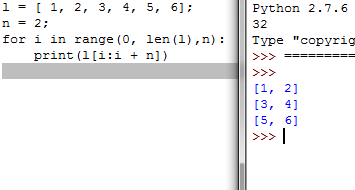 l = [ 1, 2, 3, 4, 5, 6];
n = 2;
for i in range(0, len(l),n):
    print(l[i:i + n])
Python 2.7.6
32
Type "copyrig
>>> ==========
>>>
[1, 2]
[3, 4]
[5, 6]
>>>